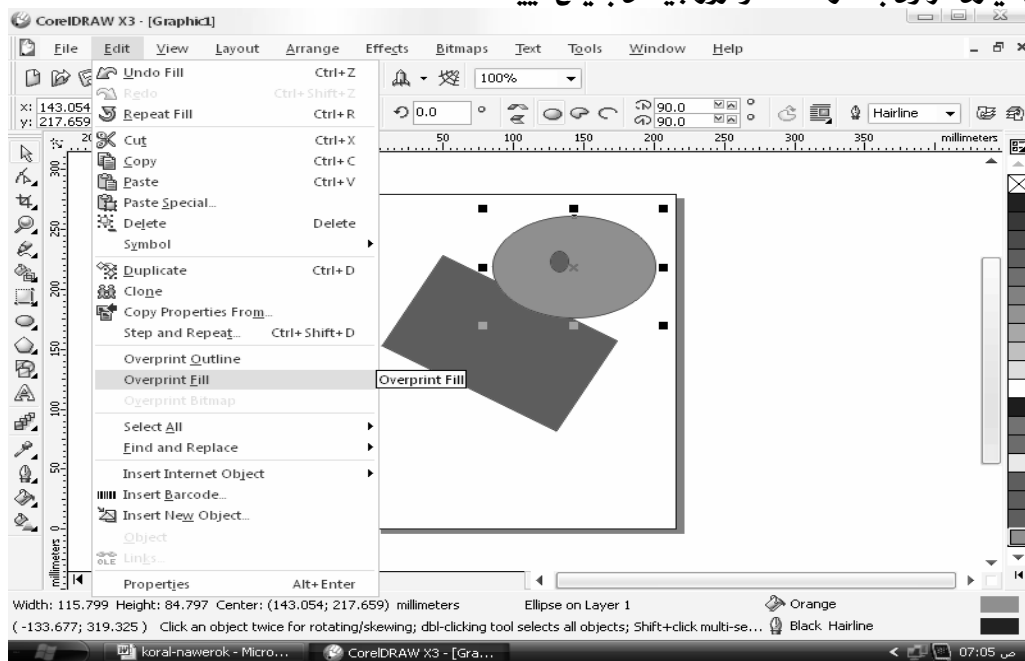 CorelDRAW X3 - [Graphic1]
File Edit View Layout Arrange Effects Bitmaps Text Tools Window Help
100%
x: 143.054
y: 217.659
0.0 °
90.0 °
90.0 °
Hairline
50 100 150 200 250 300 350 millimeters
300
250
200
150
100
50
0
millimeters
Undo Fill Ctrl+Z
Redo Ctrl+Shift+Z
Repeat Fill Ctrl+R
Cut Ctrl+X
Copy Ctrl+C
Paste Ctrl+V
Paste Special...
Delete Delete
Symbol
Duplicate Ctrl+D
Clone
Copy Properties From...
Step and Repeat... Ctrl+Shift+D
Overprint Outline
Overprint Fill
Overprint Fill
Overprint Bitmap
Select All
Find and Replace
Insert Internet Object
Insert Barcode...
Insert New Object...
Object
OLE Links...
Properties Alt+Enter
Width: 115.799 Height: 84.797 Center: (143.054; 217.659) millimeters Ellipse on Layer 1 Orange
( -133.677; 319.325 ) Click an object twice for rotating/skewing; dbl-clicking tool selects all objects; Shift+click multi-se... Black Hairline
koral-nawerok - Micro... CorelDRAW X3 - [Gra... 07:05 ص